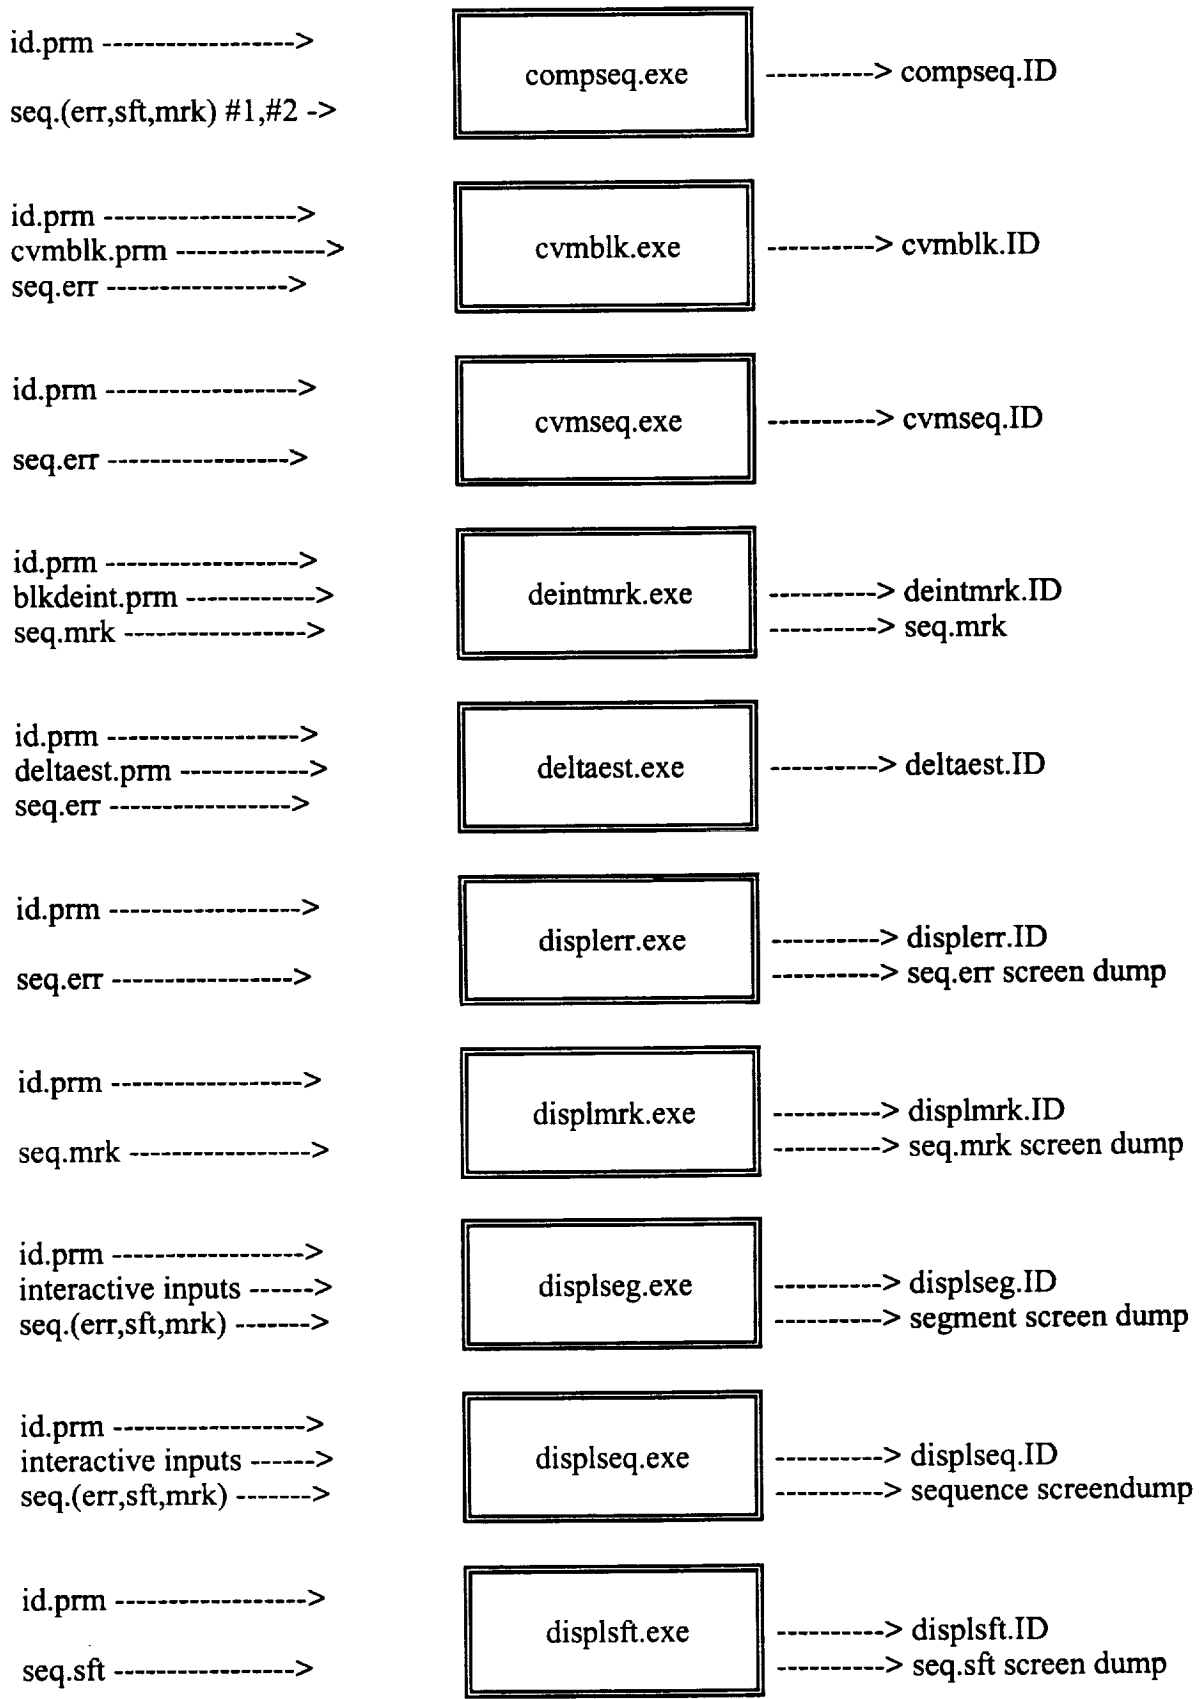 id.prm ------------------>
compseq.exe
----------> compseq.ID
seq.(err,sft,mrk) #1,#2 ->
id.prm ------------------>
cvmblk.prm -------------->
seq.err ----------------->
cvmblk.exe
----------> cvmblk.ID
id.prm ------------------>
cvmseq.exe
----------> cvmseq.ID
seq.err ----------------->
id.prm ------------------>
blkdeint.prm ------------>
seq.mrk ----------------->
deintmrk.exe
----------> deintmrk.ID
----------> seq.mrk
id.prm ------------------>
deltaest.prm ------------>
seq.err ----------------->
deltaest.exe
----------> deltaest.ID
id.prm ------------------>
displerr.exe
----------> displerr.ID
----------> seq.err screen dump
seq.err ----------------->
id.prm ------------------>
displmrk.exe
----------> displmrk.ID
----------> seq.mrk screen dump
seq.mrk ----------------->
id.prm ------------------>
interactive inputs ------>
seq.(err,sft,mrk) ------->
displseg.exe
----------> displseg.ID
----------> segment screen dump
id.prm ------------------>
interactive inputs ------>
seq.(err,sft,mrk) ------->
displseq.exe
----------> displseq.ID
----------> sequence screendump
id.prm ------------------>
displsft.exe
----------> displsft.ID
----------> seq.sft screen dump
seq.sft ----------------->